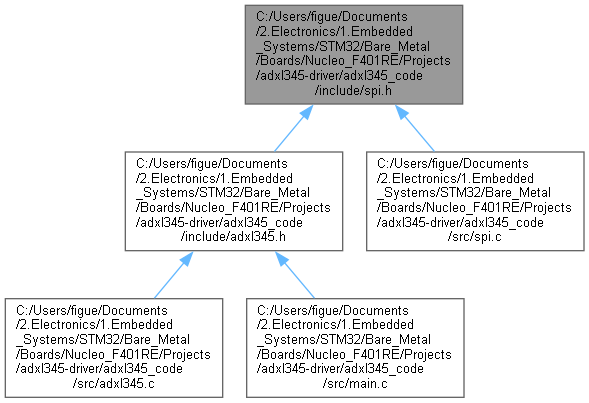 C:/Users/figue/Documents
/2.Electronics/1.Embedded
_Systems/STM32/Bare_Metal
/Boards/Nucleo_F401RE/Projects
/adxl345-driver/adxl345_code
/include/spi.h
C:/Users/figue/Documents
/2.Electronics/1.Embedded
_Systems/STM32/Bare_Metal
/Boards/Nucleo_F401RE/Projects
/adxl345-driver/adxl345_code
/include/adxl345.h
C:/Users/figue/Documents
/2.Electronics/1.Embedded
_Systems/STM32/Bare_Metal
/Boards/Nucleo_F401RE/Projects
/adxl345-driver/adxl345_code
/src/spi.c
C:/Users/figue/Documents
/2.Electronics/1.Embedded
_Systems/STM32/Bare_Metal
/Boards/Nucleo_F401RE/Projects
/adxl345-driver/adxl345_code
/src/adxl345.c
C:/Users/figue/Documents
/2.Electronics/1.Embedded
_Systems/STM32/Bare_Metal
/Boards/Nucleo_F401RE/Projects
/adxl345-driver/adxl345_code
/src/main.c